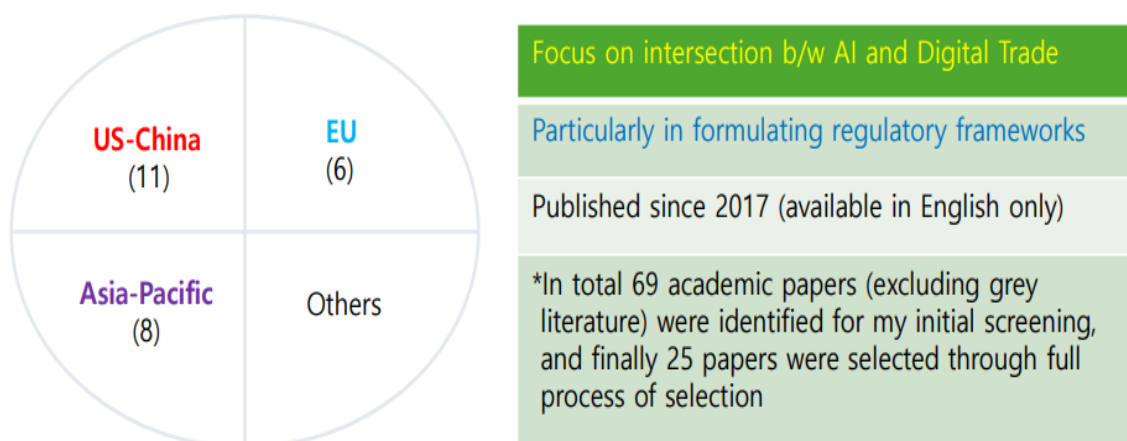 US-China
(11)
EU
(6)
Asia-Pacific
(8)
Others
Focus on intersection b/w AI and Digital Trade
Particularly in formulating regulatory frameworks
Published since 2017 (available in English only)
*In total 69 academic papers (excluding grey
literature) were identified for my initial screening,
and finally 25 papers were selected through full
process of selection